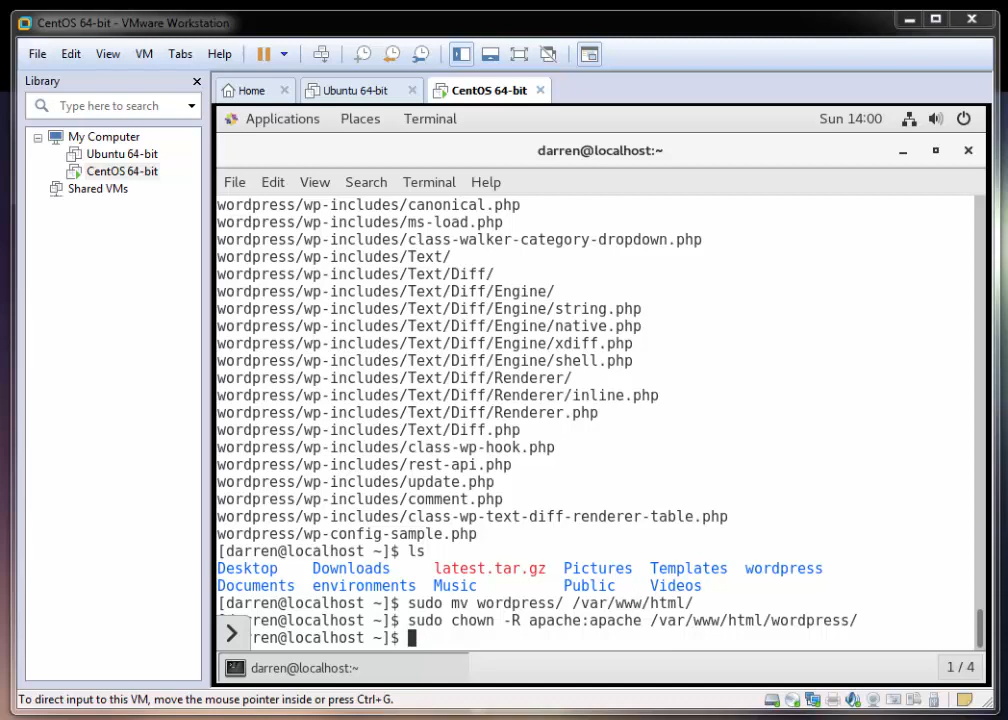 CentOS 64-bit - VMware Workstation
File Edit View VM Tabs Help
Library
Type here to search
My Computer
Ubuntu 64-bit
CentOS 64-bit
Shared VMs
Home Ubuntu 64-bit CentOS 64-bit
Applications Places Terminal Sun 14:00
darren@localhost:~
File Edit View Search Terminal Help
wordpress/wp-includes/canonical.php
wordpress/wp-includes/ms-load.php
wordpress/wp-includes/class-walker-category-dropdown.php
wordpress/wp-includes/Text/
wordpress/wp-includes/Text/Diff/
wordpress/wp-includes/Text/Diff/Engine/
wordpress/wp-includes/Text/Diff/Engine/string.php
wordpress/wp-includes/Text/Diff/Engine/native.php
wordpress/wp-includes/Text/Diff/Engine/xdiff.php
wordpress/wp-includes/Text/Diff/Engine/shell.php
wordpress/wp-includes/Text/Diff/Renderer/
wordpress/wp-includes/Text/Diff/Renderer/inline.php
wordpress/wp-includes/Text/Diff/Renderer.php
wordpress/wp-includes/Text/Diff.php
wordpress/wp-includes/class-wp-hook.php
wordpress/wp-includes/rest-api.php
wordpress/wp-includes/update.php
wordpress/wp-includes/comment.php
wordpress/wp-includes/class-wp-text-diff-renderer-table.php
wordpress/wp-config-sample.php
[darren@localhost ~]$ ls
Desktop Downloads latest.tar.gz Pictures Templates wordpress
Documents environments Music Public Videos
[darren@localhost ~]$ sudo mv wordpress/ /var/www/html/
[darren@localhost ~]$ sudo chown -R apache:apache /var/www/html/wordpress/
ren@localhost ~]$
darren@localhost:~ 1 / 4
To direct input to this VM, move the mouse pointer inside or press Ctrl+G.